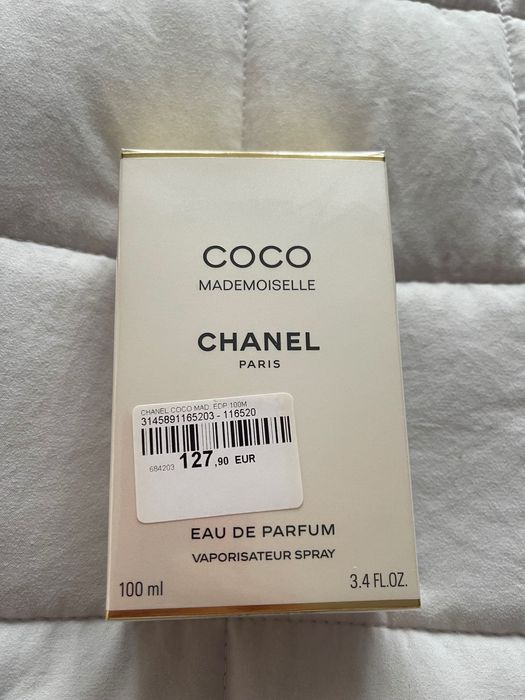 COCO
MADEMOISELLE
CHANEL
PARIS
CHANEL COCO MAD. EDP 100M
3145891165203 - 116520
684203 127,90 EUR
EAU DE PARFUM
VAPORISATEUR SPRAY
100 ml 3.4 FL.OZ.